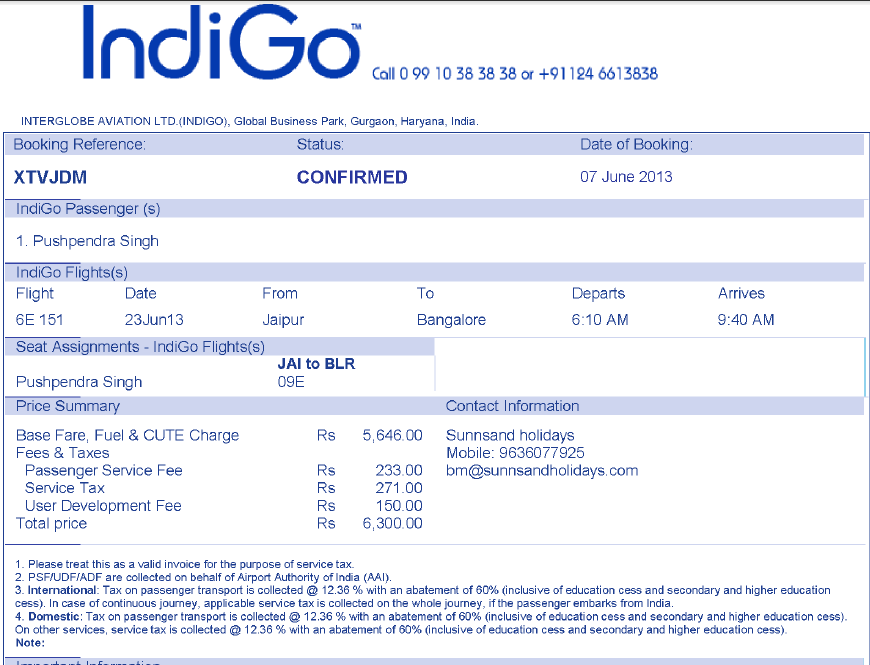 IndiGo™
Call 0 99 10 38 38 38 or +91124 6613838
INTERGLOBE AVIATION LTD.(INDIGO), Global Business Park, Gurgaon, Haryana, India.
Booking Reference: Status: Date of Booking:
XTVJDM CONFIRMED 07 June 2013
IndiGo Passenger (s)
1. Pushpendra Singh
IndiGo Flights(s)
Flight Date From To Departs Arrives
6E 151 23Jun13 Jaipur Bangalore 6:10 AM 9:40 AM
Seat Assignments - IndiGo Flights(s)
JAI to BLR
Pushpendra Singh 09E
Price Summary Contact Information
Base Fare, Fuel & CUTE Charge Rs 5,646.00 Sunnsand holidays
Fees & Taxes Mobile: 9636077925
Passenger Service Fee Rs 233.00 bm@sunnsandholidays.com
Service Tax Rs 271.00
User Development Fee Rs 150.00
Total price Rs 6,300.00
1. Please treat this as a valid invoice for the purpose of service tax.
2. PSF/UDF/ADF are collected on behalf of Airport Authority of India (AAI).
3. International: Tax on passenger transport is collected @ 12.36 % with an abatement of 60% (inclusive of education cess and secondary and higher education
cess). In case of continuous journey, applicable service tax is collected on the whole journey, if the passenger embarks from India.
4. Domestic: Tax on passenger transport is collected @ 12.36 % with an abatement of 60% (inclusive of education cess and secondary and higher education cess).
On other services, service tax is collected @ 12.36 % with an abatement of 60% (inclusive of education cess and secondary and higher education cess).
Note:
Important Information